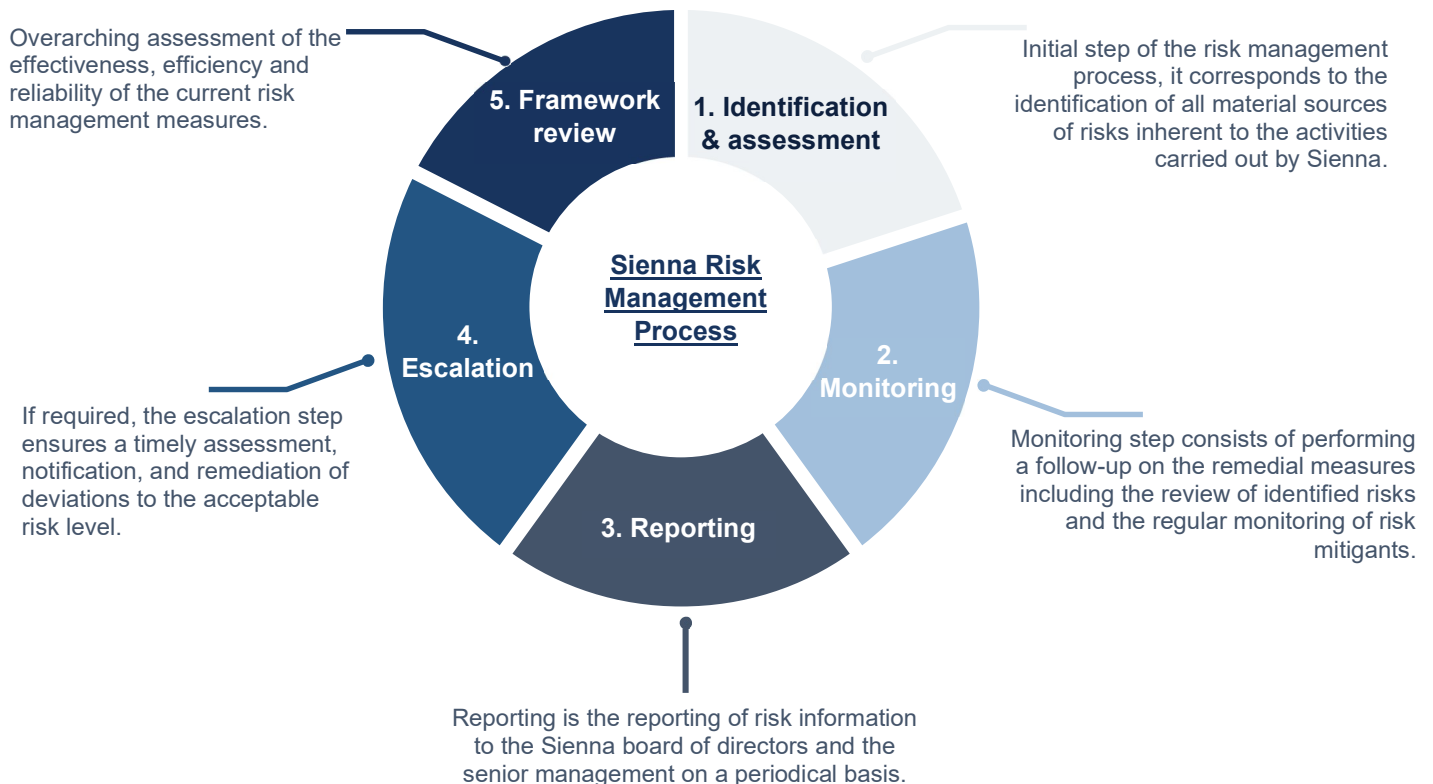 Overarching assessment of the
effectiveness, efficiency and
reliability of the current risk
management measures.
5. Framework
review
1. Identification
& assessment
Initial step of the risk management
process, it corresponds to the
identification of all material sources
of risks inherent to the activities
carried out by Sienna.
Sienna Risk
Management
Process
4.
Escalation
2.
Monitoring
If required, the escalation step
ensures a timely assessment,
notification, and remediation of
deviations to the acceptable
risk level.
Monitoring step consists of performing
a follow-up on the remedial measures
including the review of identified risks
and the regular monitoring of risk
mitigants.
3. Reporting
Reporting is the reporting of risk information
to the Sienna board of directors and the
senior management on a periodical basis.